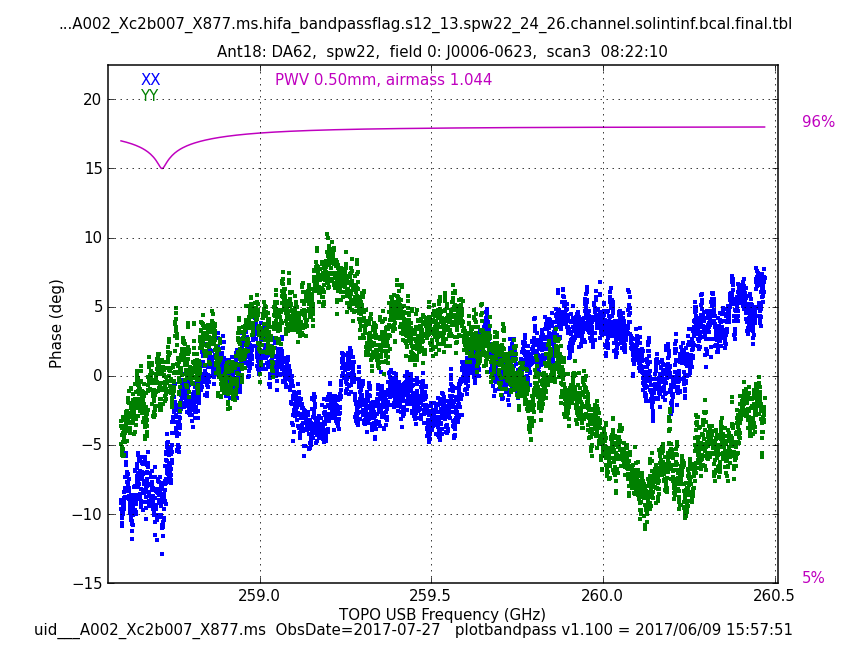 ...A002_Xc2b007_X877.ms.hifa_bandpassflag.s12_13.spw22_24_26.channel.solintinf.bcal.final.tbl
Ant18: DA62, spw22, field 0: J0006-0623, scan3 08:22:10
XX
PWV 0.50mm, airmass 1.044
YY
96%
5%
20
15
10
5
0
−5
−10
−15
Phase (deg)
259.0
259.5
260.0
260.5
TOPO USB Frequency (GHz)
uid___A002_Xc2b007_X877.ms ObsDate=2017-07-27 plotbandpass v1.100 = 2017/06/09 15:57:51